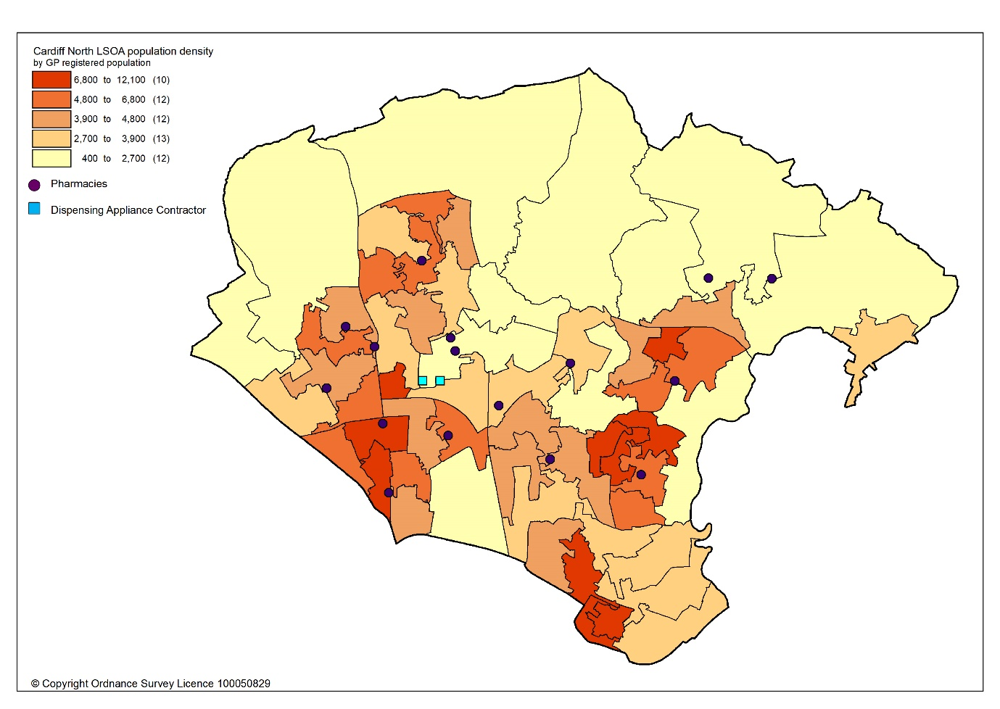 Cardiff North LSOA population density
by GP registered population
6,800 to 12,100 (10)
4,800 to 6,800 (12)
3,900 to 4,800 (12)
2,700 to 3,900 (13)
400 to 2,700 (12)
Pharmacies
Dispensing Appliance Contractor
© Copyright Ordnance Survey Licence 100050829